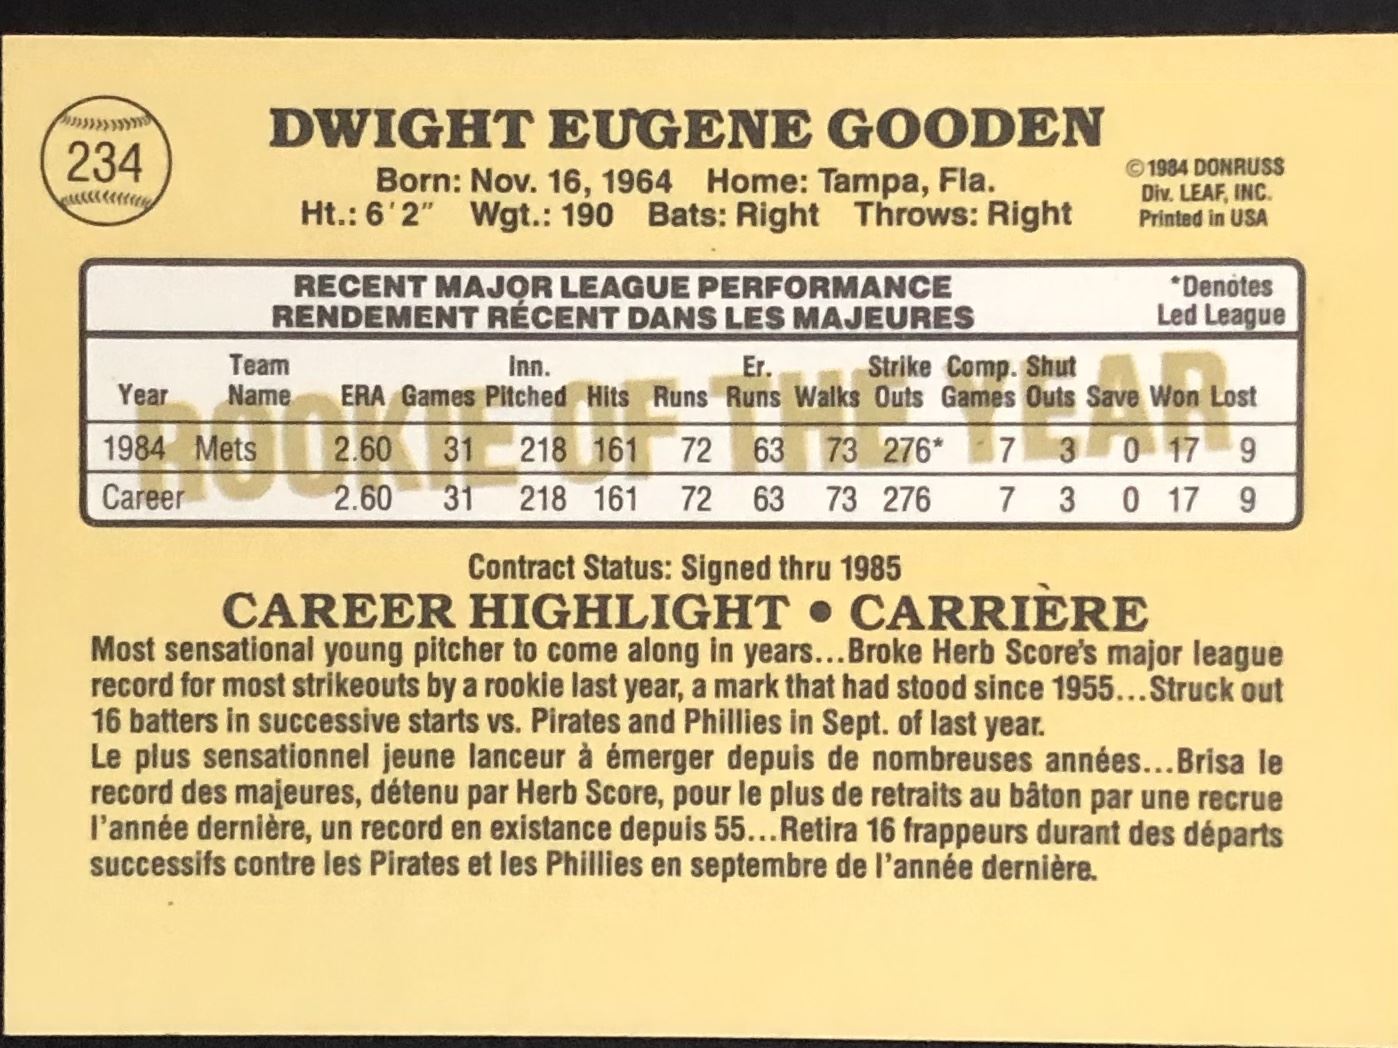 234
DWIGHT EUGENE GOODEN
Born: Nov. 16, 1964 Home: Tampa, Fla.
Ht.: 6'2" Wgt.: 190 Bats: Right Throws: Right
©1984 DONRUSS
Div. LEAF, INC.
Printed in USA
RECENT MAJOR LEAGUE PERFORMANCE
RENDEMENT RÉCENT DANS LES MAJEURES
*Denotes
Led League
ROOKIE OF THE YEAR
Team Inn. Er. Strike Comp. Shut
Year Name ERA Games Pitched Hits Runs Runs Walks Outs Games Outs Save Won Lost
1984 Mets 2.60 31 218 161 72 63 73 276* 7 3 0 17 9
Career 2.60 31 218 161 72 63 73 276 7 3 0 17 9
Contract Status: Signed thru 1985
CAREER HIGHLIGHT • CARRIÈRE
Most sensational young pitcher to come along in years...Broke Herb Score's major league
record for most strikeouts by a rookie last year, a mark that had stood since 1955...Struck out
16 batters in successive starts vs. Pirates and Phillies in Sept. of last year.
Le plus sensationnel jeune lanceur à émerger depuis de nombreuses années...Brisa le
record des majeures, détenu par Herb Score, pour le plus de retraits au bâton par une recrue
l'année dernière, un record en existance depuis 55...Retira 16 frappeurs durant des départs
successifs contre les Pirates et les Phillies en septembre de l'année dernière.